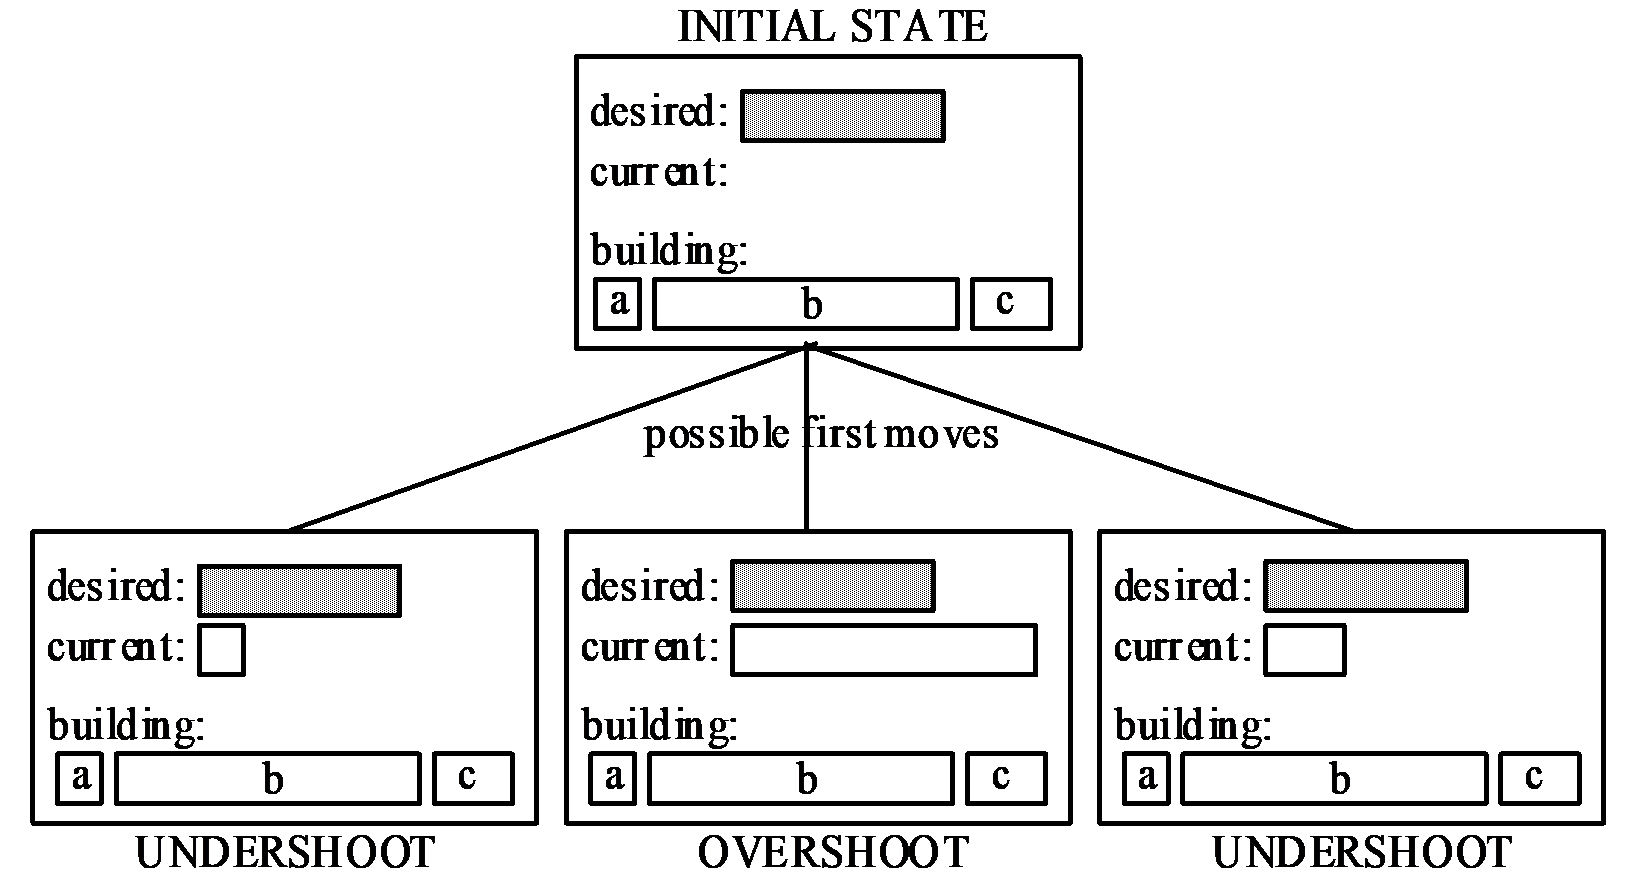 INITIAL STATE
desired:
current:
building:
a b c
possible first moves
desired:
current:
building:
a b c
UNDERSHOOT
desired:
current:
building:
a b c
OVERSHOOT
desired:
current:
building:
a b c
UNDERSHOOT